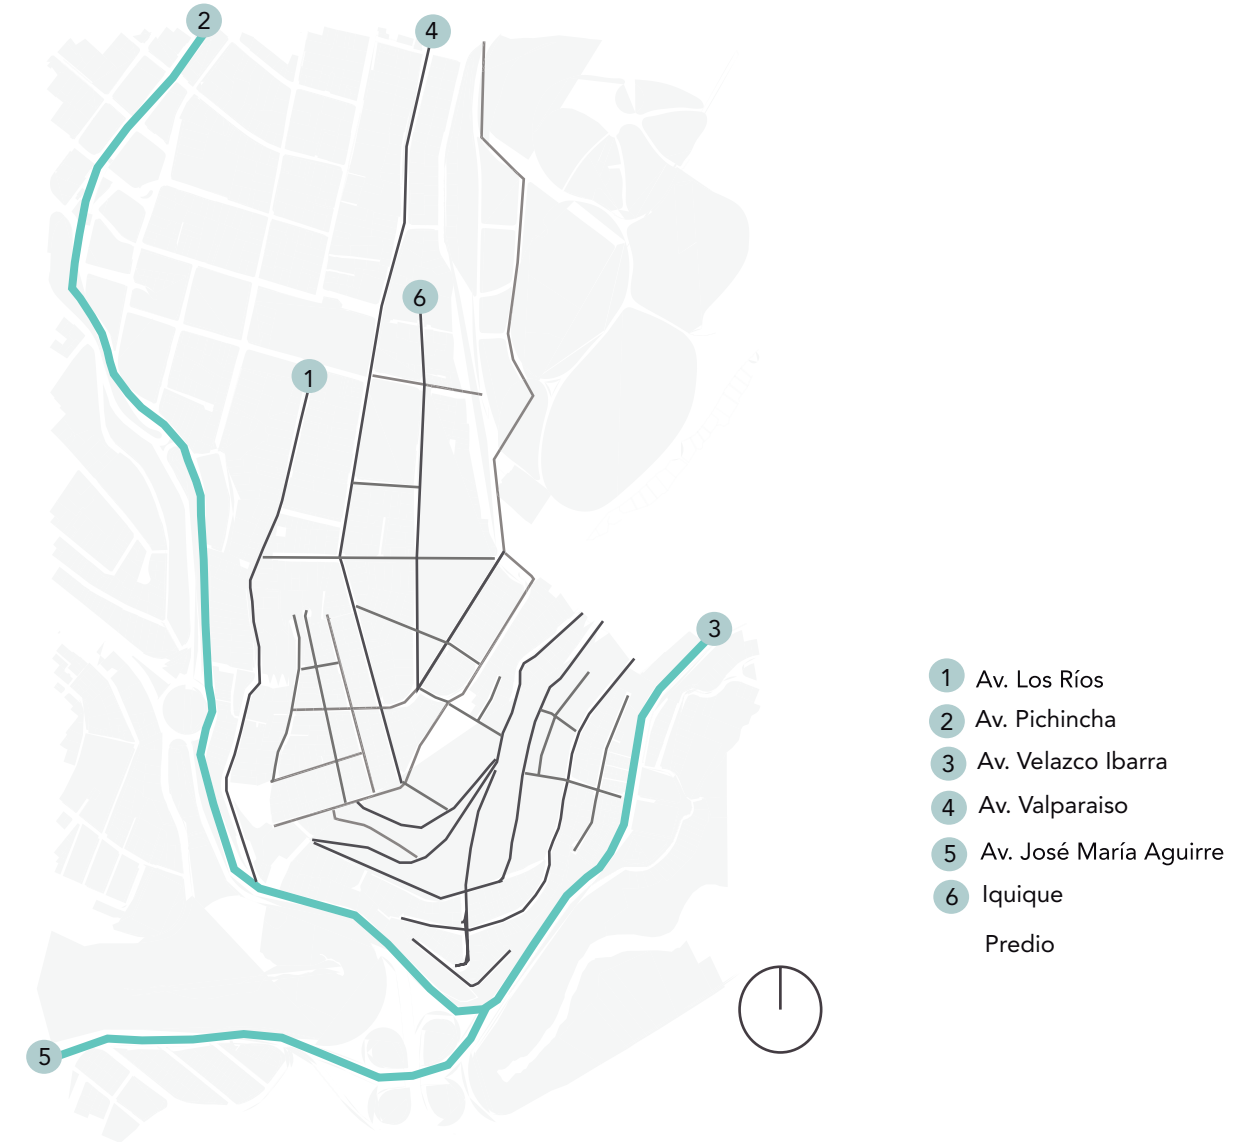 2
4
6
1
3
5
1 Av. Los Ríos
2 Av. Pichincha
3 Av. Velazco Ibarra
4 Av. Valparaiso
5 Av. José María Aguirre
6 Iquique
Predio